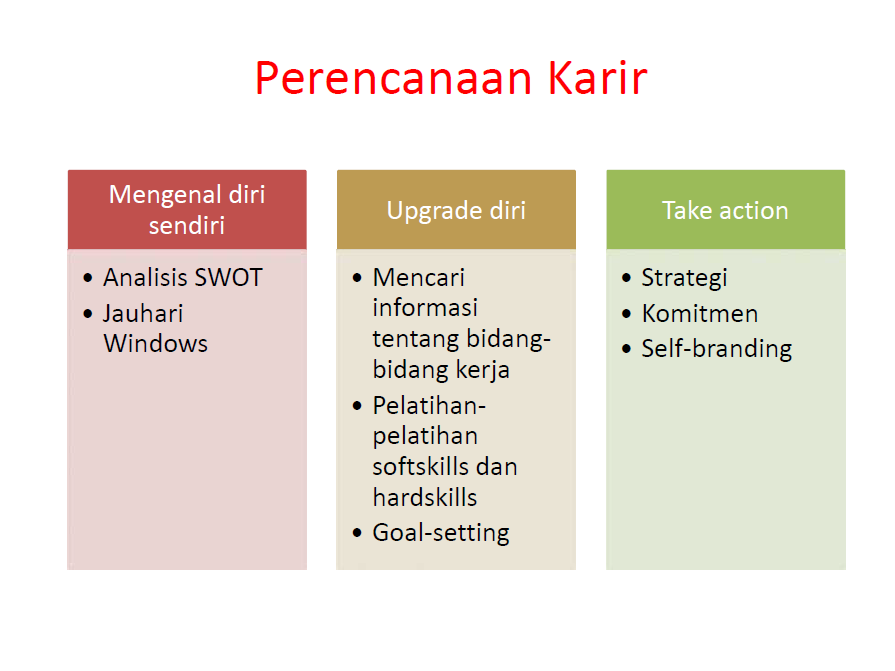 Perencanaan Karir
Mengenal diri
sendiri
• Analisis SWOT
• Jauhari
Windows
Upgrade diri
• Mencari
informasi
tentang bidang-
bidang kerja
• Pelatihan-
pelatihan
softskills dan
hardskills
• Goal-setting
Take action
• Strategi
• Komitmen
• Self-branding